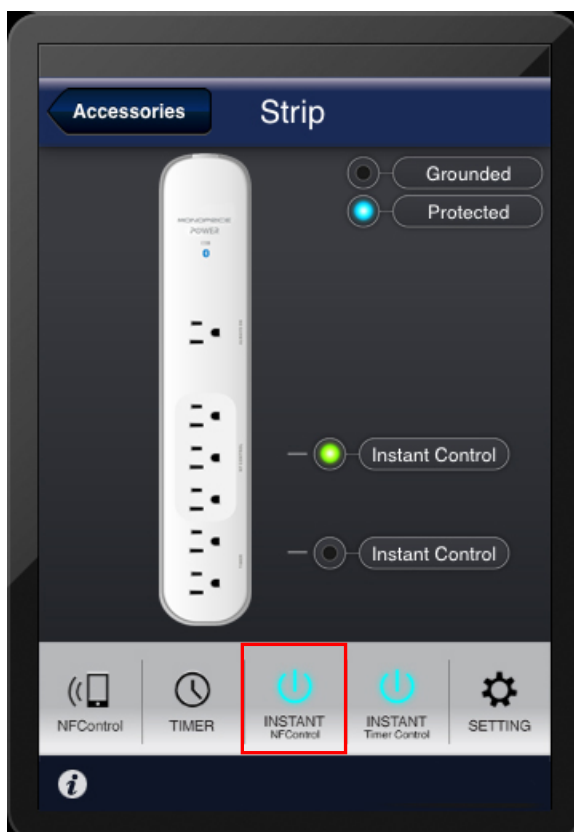 Accessories
Strip
Grounded
Protected
MONOPRICE
POWER
Instant Control
Instant Control
NFControl
TIMER
INSTANT
NFControl
INSTANT
Timer Control
SETTING
i